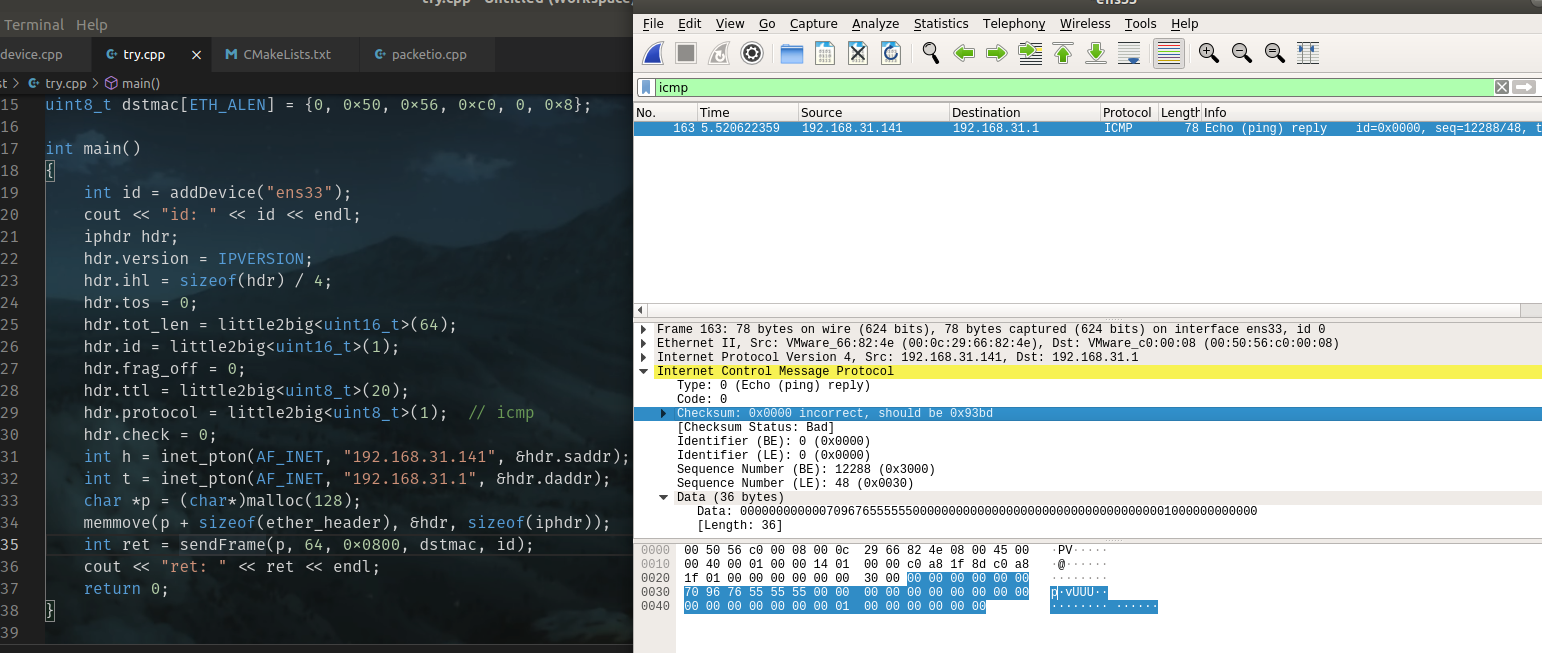 try.cpp - Untitled (Workspace)
Terminal Help
device.cpp try.cpp × CMakeLists.txt packetio.cpp
st > try.cpp > main()
15 uint8_t dstmac[ETH_ALEN] = {0, 0×50, 0×56, 0×c0, 0, 0×8};
16
17 int main()
18 {
19 int id = addDevice("ens33");
20 cout << "id: " << id << endl;
21 iphdr hdr;
22 hdr.version = IPVERSION;
23 hdr.ihl = sizeof(hdr) / 4;
24 hdr.tos = 0;
25 hdr.tot_len = little2big<uint16_t>(64);
26 hdr.id = little2big<uint16_t>(1);
27 hdr.frag_off = 0;
28 hdr.ttl = little2big<uint8_t>(20);
29 hdr.protocol = little2big<uint8_t>(1); // icmp
30 hdr.check = 0;
31 int h = inet_pton(AF_INET, "192.168.31.141", &hdr.saddr);
32 int t = inet_pton(AF_INET, "192.168.31.1", &hdr.daddr);
33 char *p = (char*)malloc(128);
34 memmove(p + sizeof(ether_header), &hdr, sizeof(iphdr));
35 int ret = sendFrame(p, 64, 0×0800, dstmac, id);
36 cout << "ret: " << ret << endl;
37 return 0;
38 }
39
ens33
File Edit View Go Capture Analyze Statistics Telephony Wireless Tools Help
icmp
No. Time Source Destination Protocol Length Info
163 5.520622359 192.168.31.141 192.168.31.1 ICMP 78 Echo (ping) reply id=0x0000, seq=12288/48, t
Frame 163: 78 bytes on wire (624 bits), 78 bytes captured (624 bits) on interface ens33, id 0
Ethernet II, Src: VMware_66:82:4e (00:0c:29:66:82:4e), Dst: VMware_c0:00:08 (00:50:56:c0:00:08)
Internet Protocol Version 4, Src: 192.168.31.141, Dst: 192.168.31.1
Internet Control Message Protocol
Type: 0 (Echo (ping) reply)
Code: 0
Checksum: 0x0000 incorrect, should be 0x93bd
[Checksum Status: Bad]
Identifier (BE): 0 (0x0000)
Identifier (LE): 0 (0x0000)
Sequence Number (BE): 12288 (0x3000)
Sequence Number (LE): 48 (0x0030)
Data (36 bytes)
Data: 000000000000709676555555000000000000000000000000000000000001000000000000
[Length: 36]
0000 00 50 56 c0 00 08 00 0c 29 66 82 4e 08 00 45 00 ·PV·····
0010 00 40 00 01 00 00 14 01 00 00 c0 a8 1f 8d c0 a8 ·@······
0020 1f 01 00 00 00 00 00 00 30 00 00 00 00 00 00 00 ········
0030 70 96 76 55 55 55 00 00 00 00 00 00 00 00 00 00 p·vUUU··
0040 00 00 00 00 00 00 00 01 00 00 00 00 00 00 ········ ······